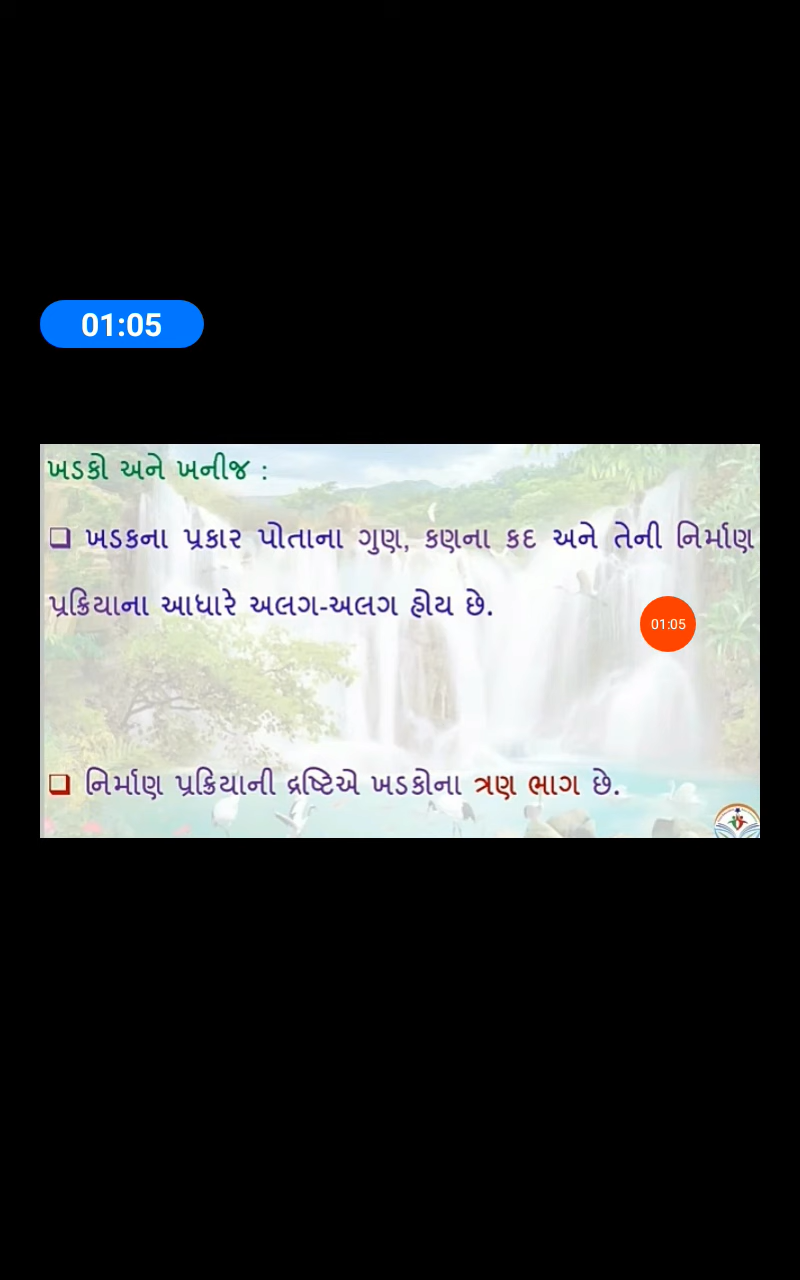 01:05
ખડકો અને ખનીજ :
❑ ખડકના પ્રકાર પોતાના ગુણ, કણના કદ અને તેની નિર્માણ
પ્રક્રિયાના આધારે અલગ-અલગ હોય છે.
01:05
❑ નિર્માણ પ્રક્રિયાની દ્રષ્ટિએ ખડકોના ત્રણ ભાગ છે.